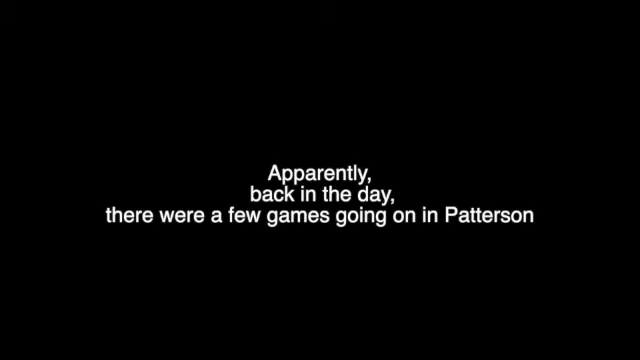 Apparently,
back in the day,
there were a few games going on in Patterson